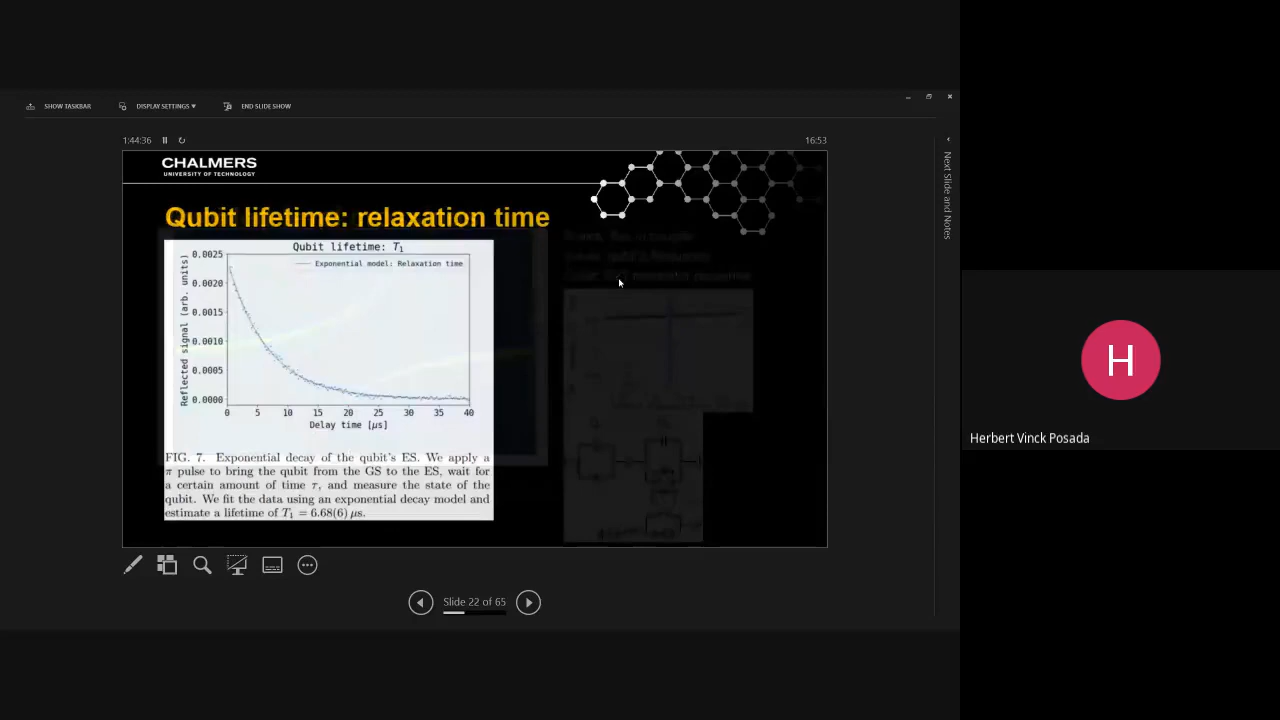 SHOW TASKBAR
DISPLAY SETTINGS ▾
END SLIDE SHOW
1:44:36
16:53
CHALMERS
UNIVERSITY OF TECHNOLOGY
Qubit lifetime: relaxation time
Qubit lifetime: T₁
Exponential model: Relaxation time
Reflected signal (arb. units)
0.0025
0.0020
0.0015
0.0010
0.0005
0.0000
0 5 10 15 20 25 30 35 40
Delay time [μs]
FIG. 7. Exponential decay of the qubit's ES. We apply a
π pulse to bring the qubit from the GS to the ES, wait for
a certain amount of time τ, and measure the state of the
qubit. We fit the data using an exponential decay model and
estimate a lifetime of T₁ = 6.68(6) μs.
Next Slide and Notes
Slide 22 of 65
H
Herbert Vinck Posada